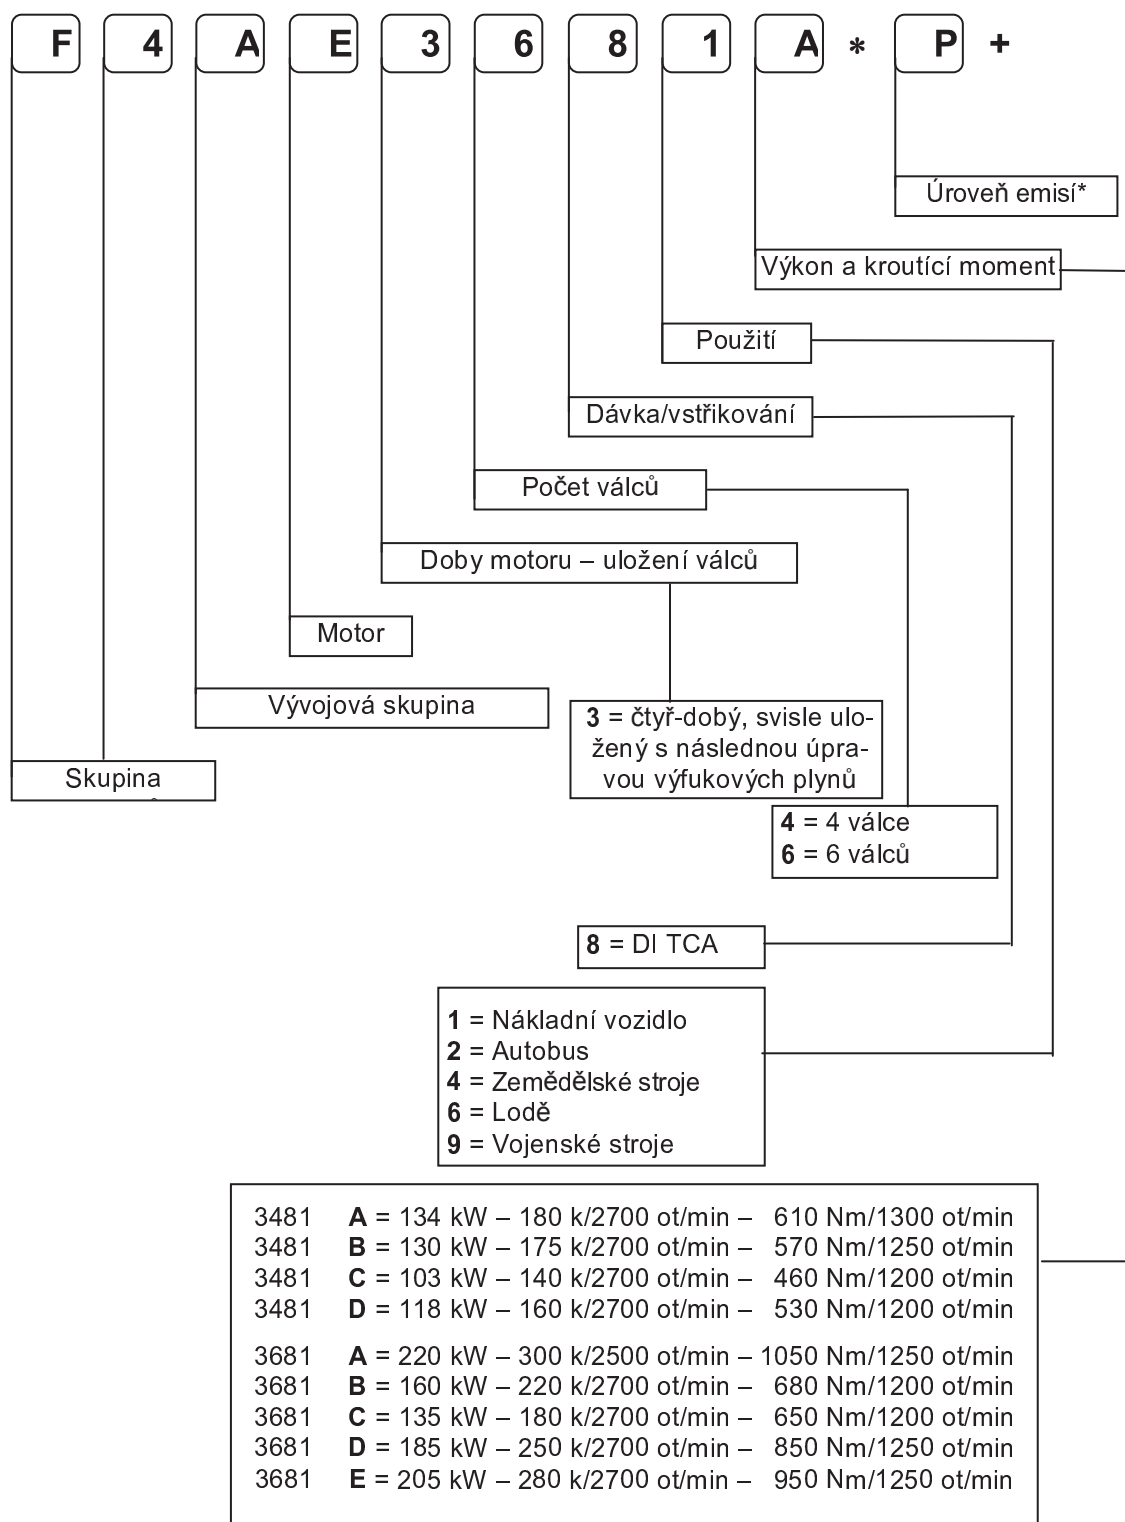 F 4 A E 3 6 8 1 A * P +
Úroveň emisí*
Výkon a kroutící moment
Použití
Dávka/vstřikování
Počet válců
Doby motoru – uložení válců
Motor
Vývojová skupina
3 = čtyř-dobý, svisle ulo-
žený s následnou úpra-
vou výfukových plynů
Skupina
4 = 4 válce
6 = 6 válců
8 = DI TCA
1 = Nákladní vozidlo
2 = Autobus
4 = Zemědělské stroje
6 = Lodě
9 = Vojenské stroje
3481 A = 134 kW – 180 k/2700 ot/min – 610 Nm/1300 ot/min
3481 B = 130 kW – 175 k/2700 ot/min – 570 Nm/1250 ot/min
3481 C = 103 kW – 140 k/2700 ot/min – 460 Nm/1200 ot/min
3481 D = 118 kW – 160 k/2700 ot/min – 530 Nm/1200 ot/min
3681 A = 220 kW – 300 k/2500 ot/min – 1050 Nm/1250 ot/min
3681 B = 160 kW – 220 k/2700 ot/min – 680 Nm/1200 ot/min
3681 C = 135 kW – 180 k/2700 ot/min – 650 Nm/1200 ot/min
3681 D = 185 kW – 250 k/2700 ot/min – 850 Nm/1250 ot/min
3681 E = 205 kW – 280 k/2700 ot/min – 950 Nm/1250 ot/min